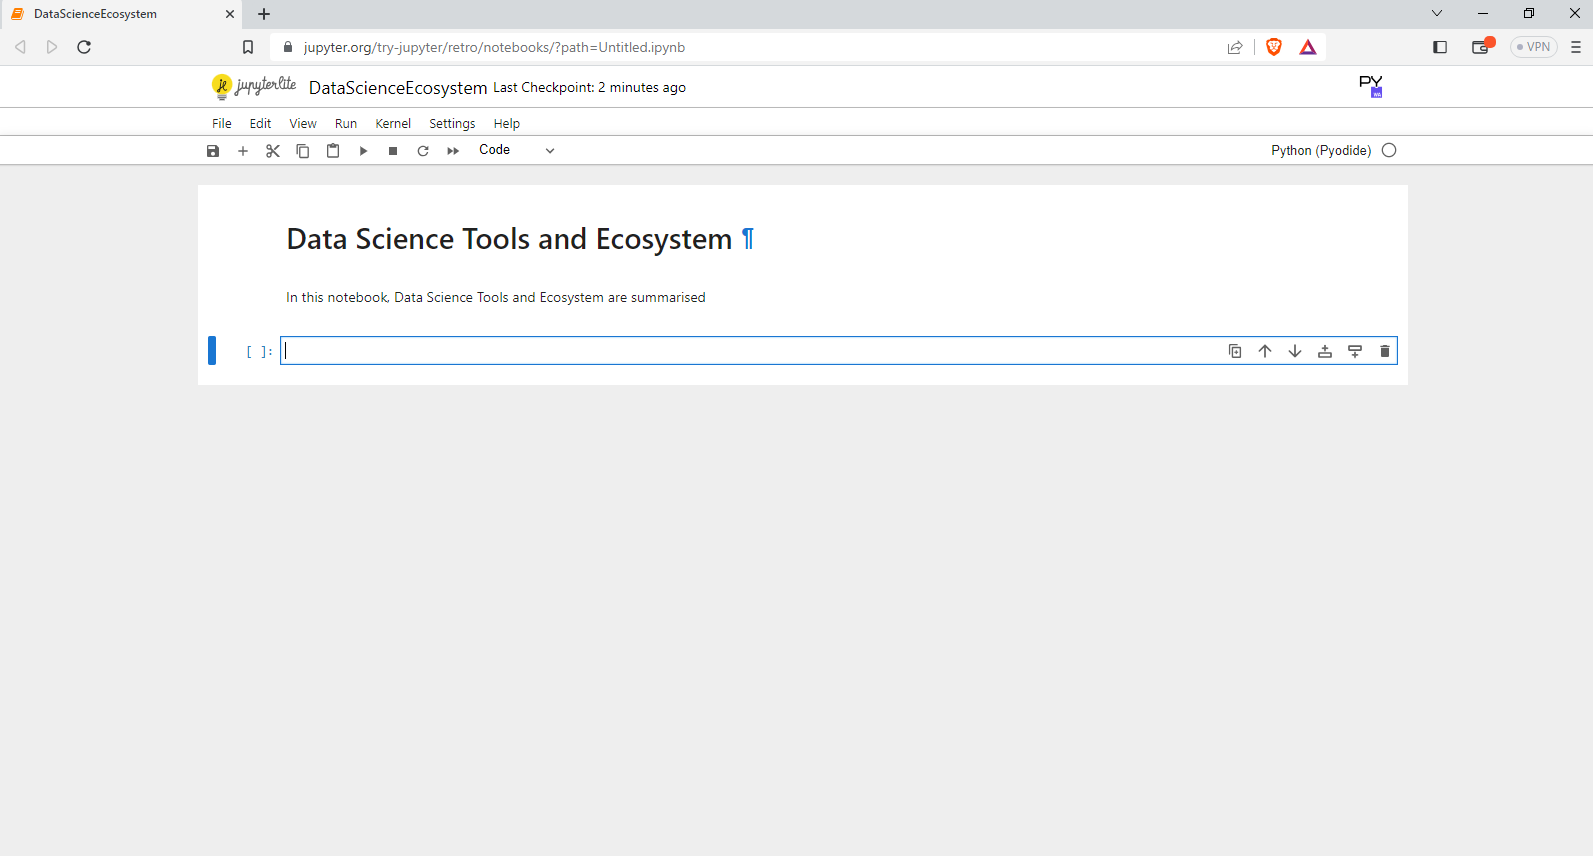 DataScienceEcosystem
jupyter.org/try-jupyter/retro/notebooks/?path=Untitled.ipynb
VPN
jupyterlite DataScienceEcosystem Last Checkpoint: 2 minutes ago
PY
WA
File Edit View Run Kernel Settings Help
Code
Python (Pyodide)
Data Science Tools and Ecosystem ¶
In this notebook, Data Science Tools and Ecosystem are summarised
[ ]: